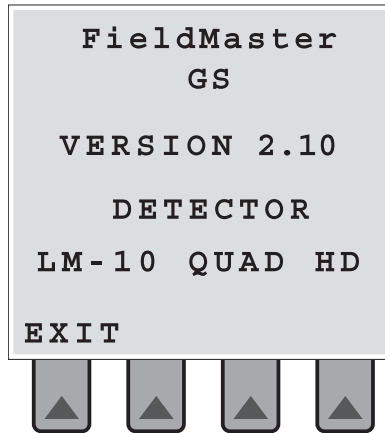 FieldMaster
GS
VERSION 2.10
DETECTOR
LM-10 QUAD HD
EXIT